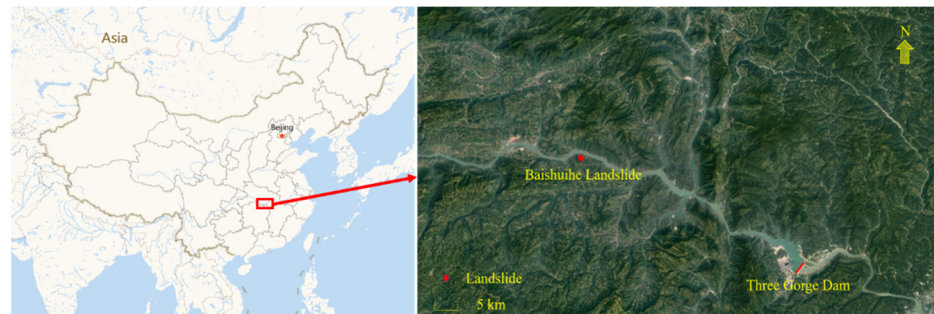 Asia
Beijing
N
Baishuihe Landslide
Landslide
5 km
Three Gorge Dam